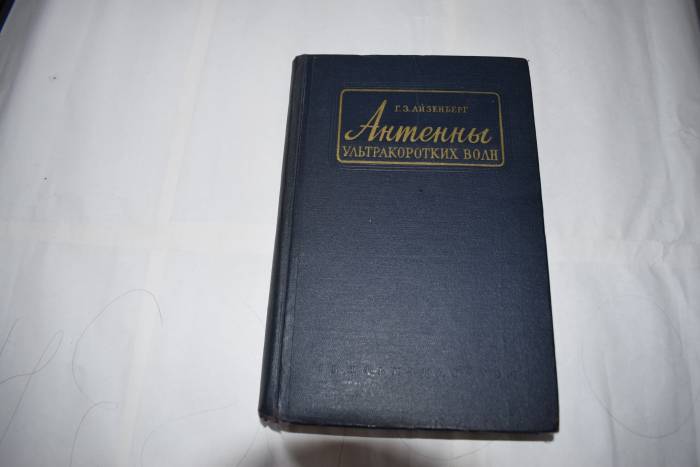 Г. З. АЙЗЕНБЕРГ
Антенны
УЛЬТРАКОРОТКИХ ВОЛН